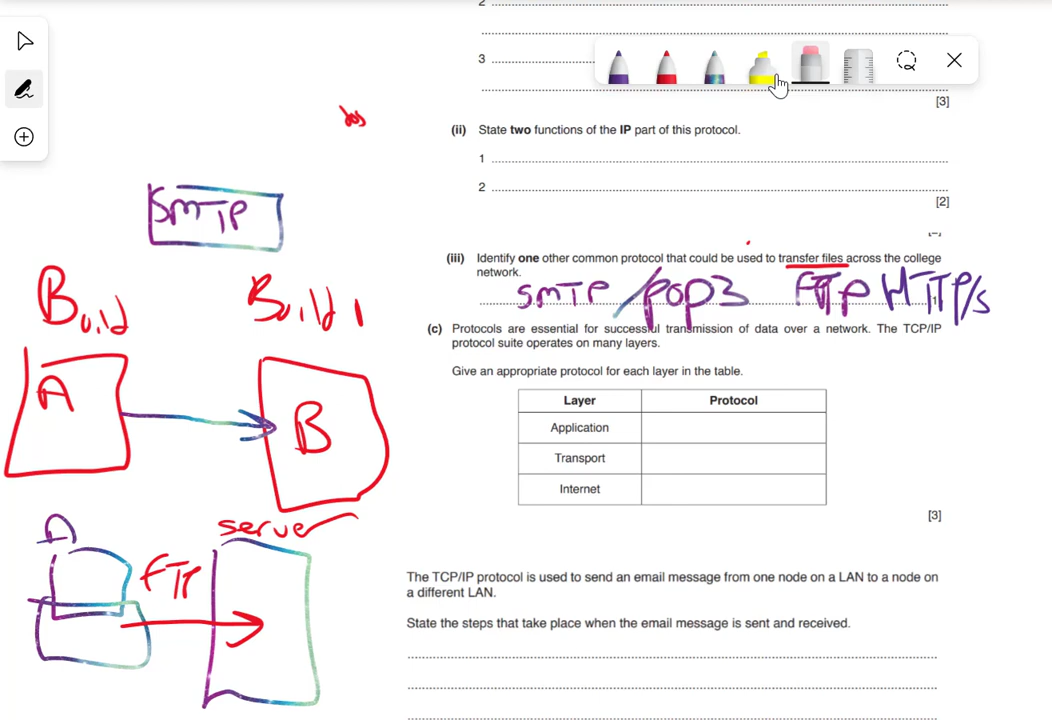 2
3
[3]
(ii) State two functions of the IP part of this protocol.
1
2
[2]
SMTP
(iii) Identify one other common protocol that could be used to transfer files across the college
network.
SMTP / POP3 FTP HTTP/s
Build Build 1
(c) Protocols are essential for successful transmission of data over a network. The TCP/IP
protocol suite operates on many layers.
Give an appropriate protocol for each layer in the table.
A
B
Layer Protocol
Application
Transport
Internet
[3]
server
FTP
The TCP/IP protocol is used to send an email message from one node on a LAN to a node on
a different LAN.
State the steps that take place when the email message is sent and received.